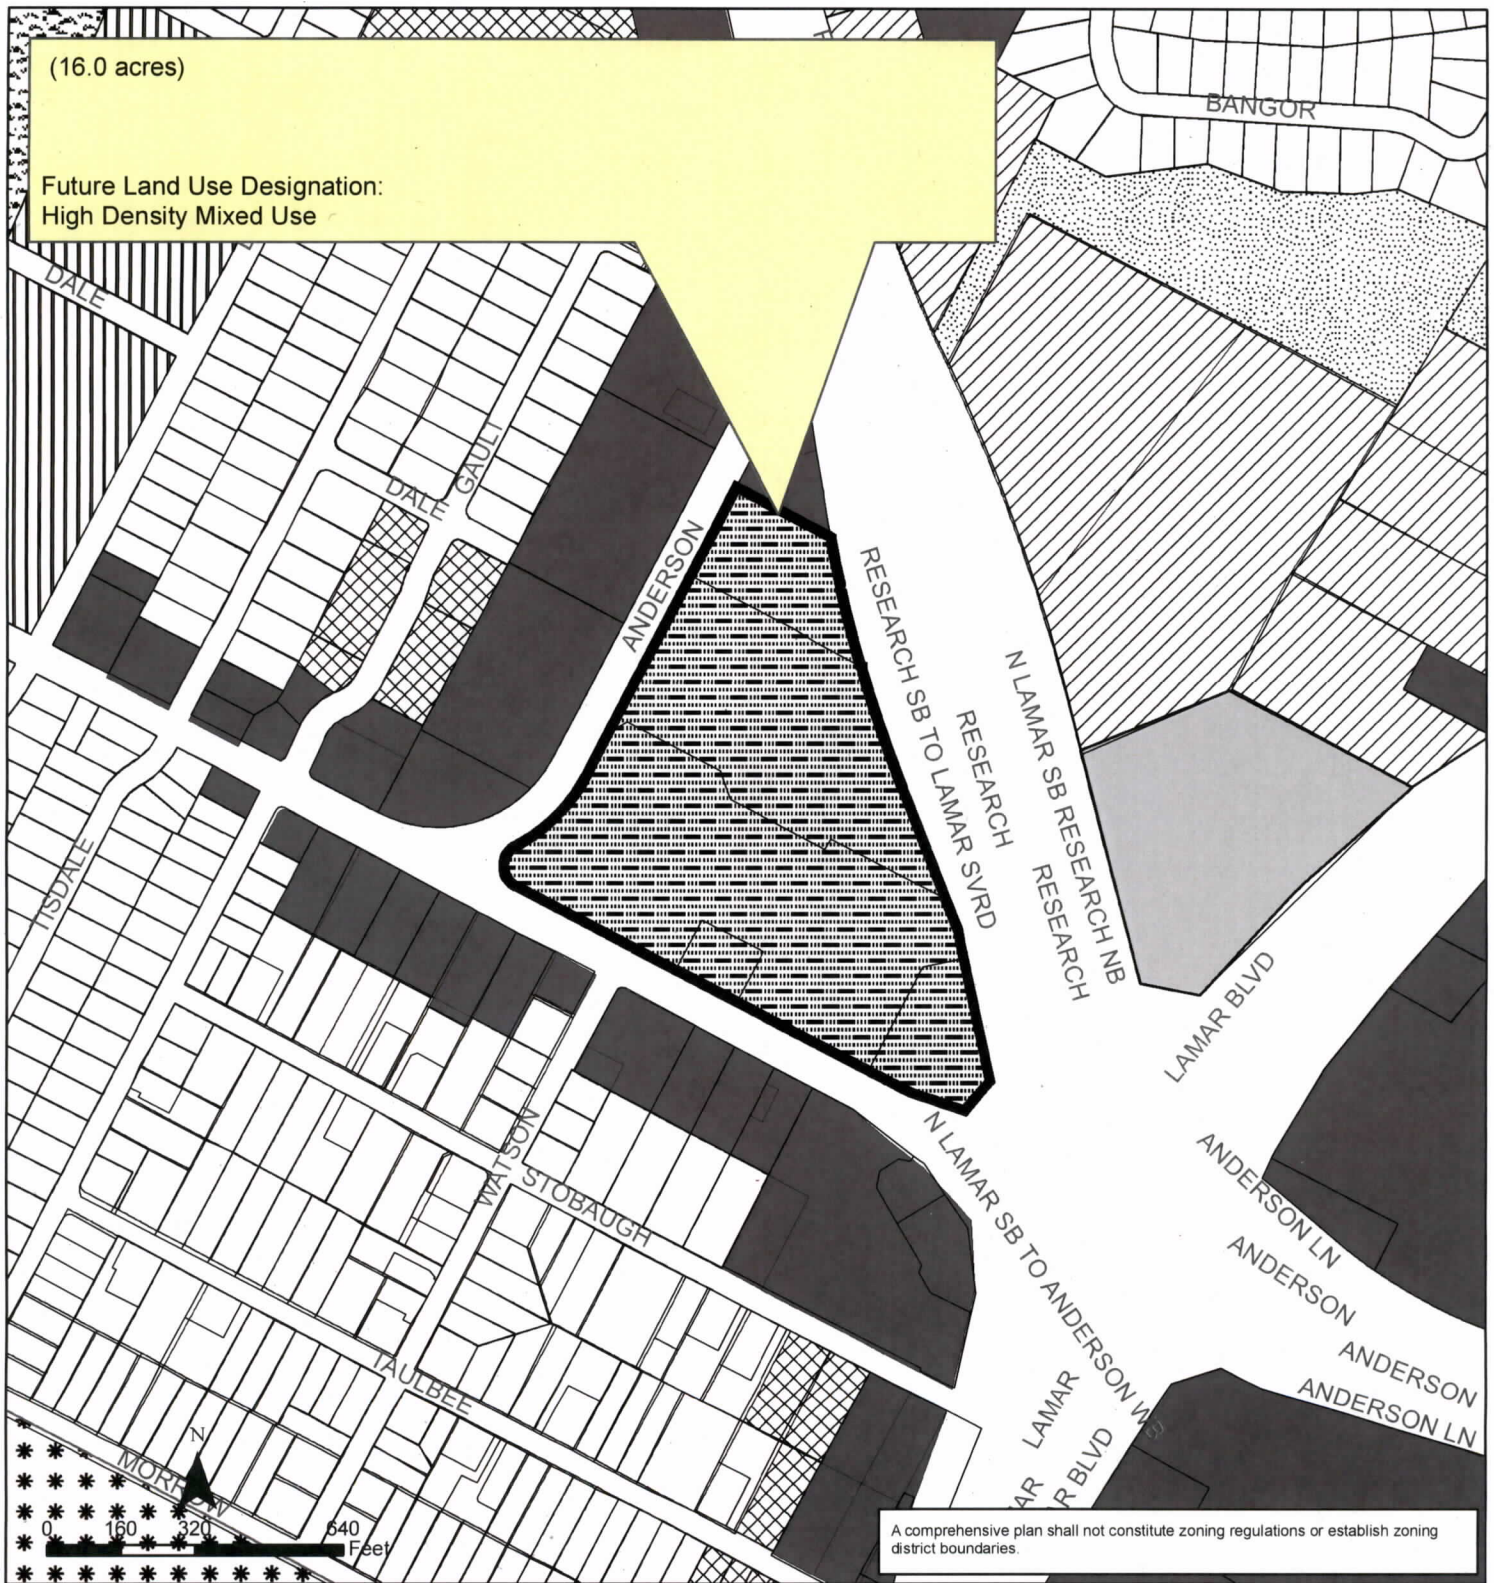 (16.0 acres)
Future Land Use Designation:
High Density Mixed Use
BANGOR
DALE
GAULT
DALE
ANDERSON
RESEARCH SB TO LAMAR SVRD
RESEARCH
N LAMAR SB RESEARCH NB
RESEARCH
TISDALE
LAMAR BLVD
WATSON
STOBAUGH
N LAMAR SB TO ANDERSON WB
ANDERSON LN
ANDERSON
ANDERSON
ANDERSON LN
LAMAR
AR
R BLVD
TAULBEE
MORROW
N
0 160 320 640
Feet
A comprehensive plan shall not constitute zoning regulations or establish zoning
district boundaries.